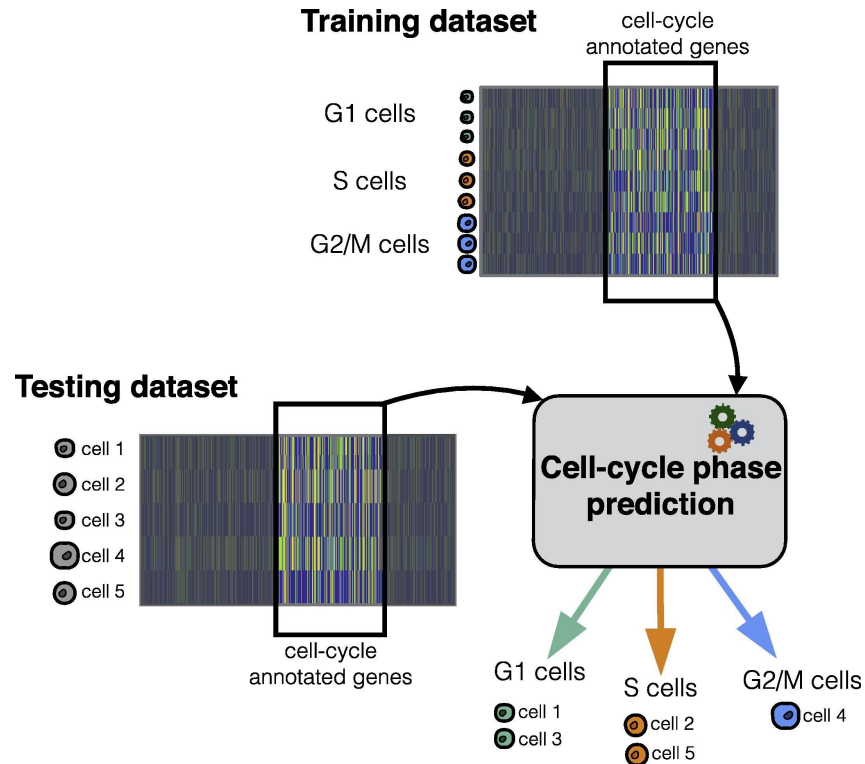 Training dataset
cell-cycle
annotated genes
G1 cells
S cells
G2/M cells
Testing dataset
cell 1
cell 2
cell 3
cell 4
cell 5
cell-cycle
annotated genes
Cell-cycle phase
prediction
G1 cells
cell 1
cell 3
S cells
cell 2
cell 5
G2/M cells
cell 4